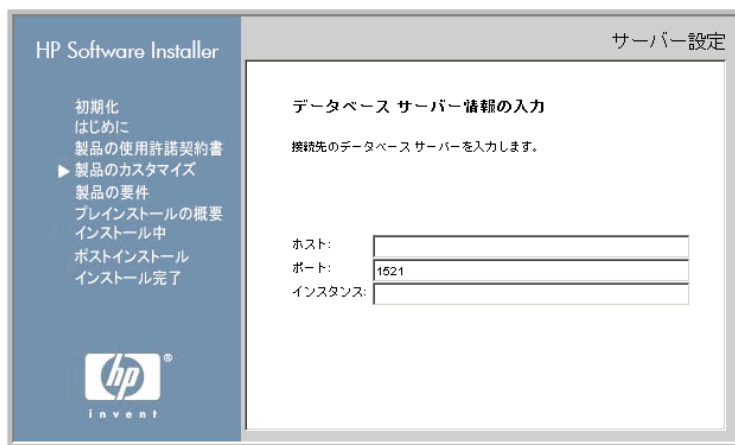 HP Software Installer
サーバー設定
初期化
はじめに
製品の使用許諾契約書
製品のカスタマイズ
製品の要件
プレインストールの概要
インストール中
ポストインストール
インストール完了
hp
®
invent
データベース サーバー情報の入力
接続先のデータベース サーバーを入力します。
ホスト:
ポート: 1521
インスタンス: